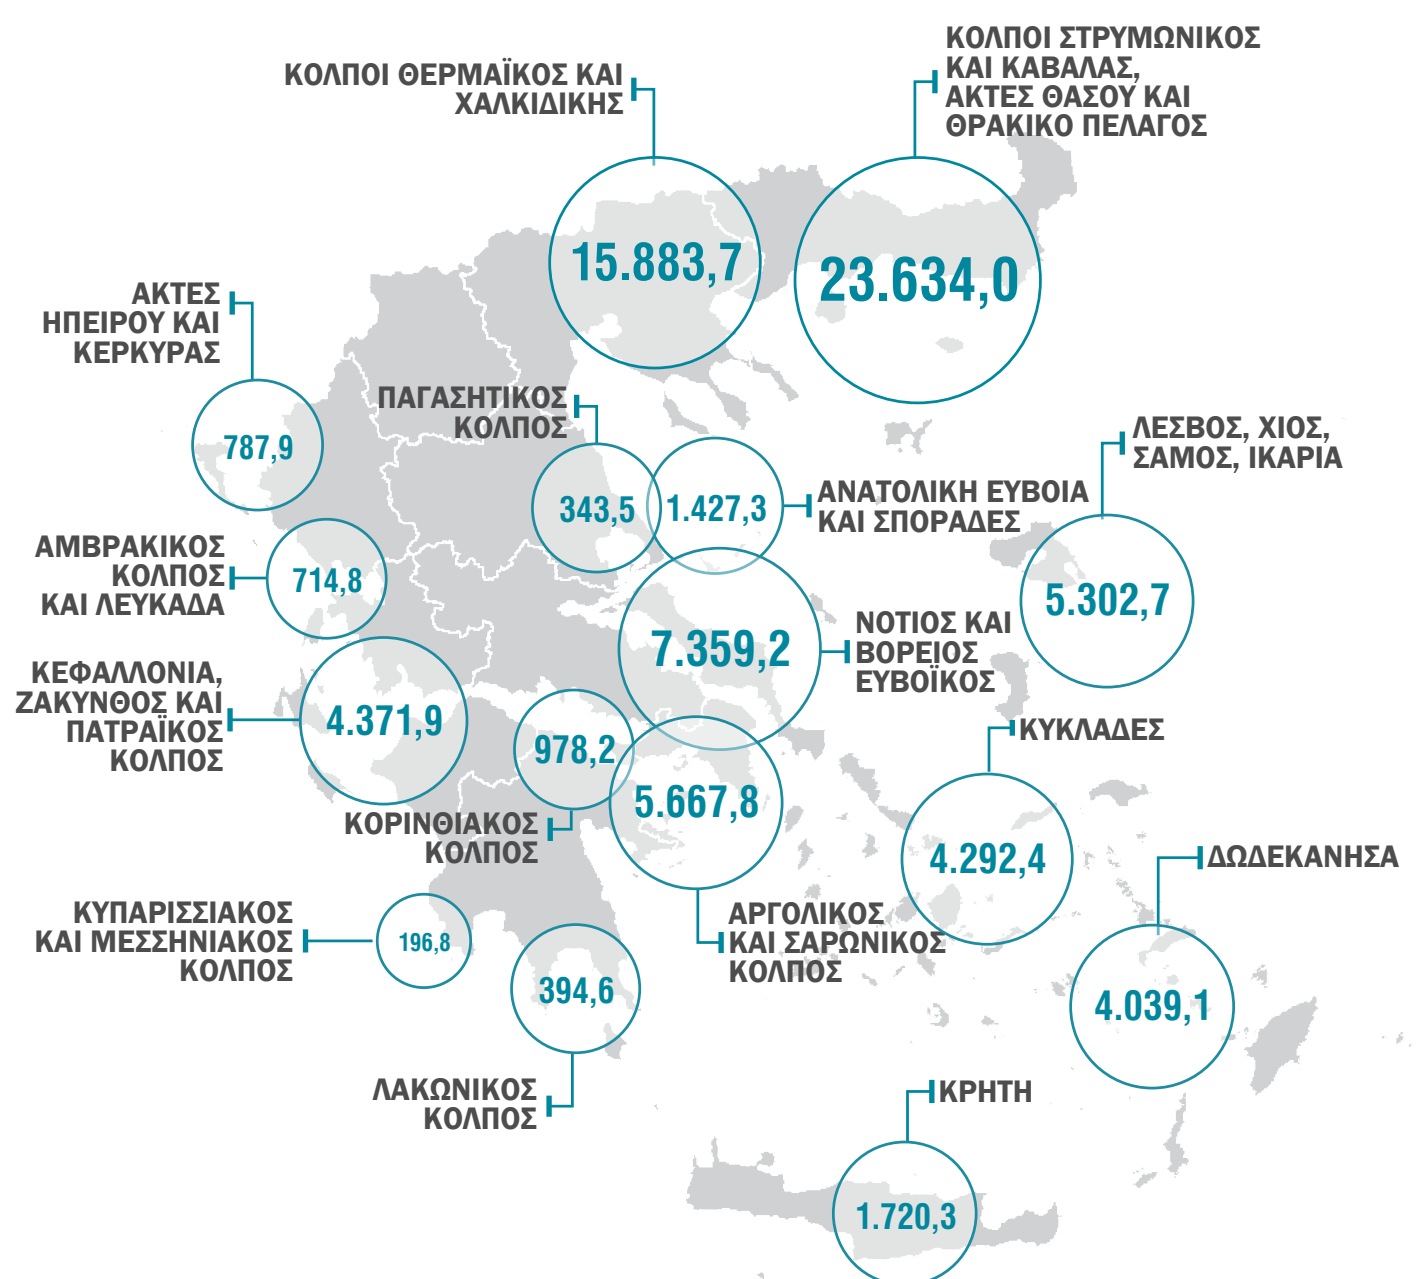 ΚΟΛΠΟΙ ΣΤΡΥΜΩΝΙΚΟΣ
ΚΑΙ ΚΑΒΑΛΑΣ,
ΑΚΤΕΣ ΘΑΣΟΥ ΚΑΙ
ΘΡΑΚΙΚΟ ΠΕΛΑΓΟΣ
23.634,0
ΚΟΛΠΟΙ ΘΕΡΜΑΪΚΟΣ ΚΑΙ
ΧΑΛΚΙΔΙΚΗΣ
15.883,7
ΑΚΤΕΣ
ΗΠΕΙΡΟΥ ΚΑΙ
ΚΕΡΚΥΡΑΣ
787,9
ΠΑΓΑΣΗΤΙΚΟΣ
ΚΟΛΠΟΣ
343,5
1.427,3
ΑΝΑΤΟΛΙΚΗ ΕΥΒΟΙΑ
ΚΑΙ ΣΠΟΡΑΔΕΣ
ΛΕΣΒΟΣ, ΧΙΟΣ,
ΣΑΜΟΣ, ΙΚΑΡΙΑ
5.302,7
ΑΜΒΡΑΚΙΚΟΣ
ΚΟΛΠΟΣ
ΚΑΙ ΛΕΥΚΑΔΑ
714,8
7.359,2
ΝΟΤΙΟΣ ΚΑΙ
ΒΟΡΕΙΟΣ
ΕΥΒΟΪΚΟΣ
ΚΕΦΑΛΛΟΝΙΑ,
ΖΑΚΥΝΘΟΣ ΚΑΙ
ΠΑΤΡΑΪΚΟΣ
ΚΟΛΠΟΣ
4.371,9
978,2
ΚΟΡΙΝΘΙΑΚΟΣ
ΚΟΛΠΟΣ
5.667,8
ΑΡΓΟΛΙΚΟΣ
ΚΑΙ ΣΑΡΩΝΙΚΟΣ
ΚΟΛΠΟΣ
ΚΥΚΛΑΔΕΣ
4.292,4
ΔΩΔΕΚΑΝΗΣΑ
4.039,1
ΚΥΠΑΡΙΣΣΙΑΚΟΣ
ΚΑΙ ΜΕΣΣΗΝΙΑΚΟΣ
ΚΟΛΠΟΣ
196,8
394,6
ΛΑΚΩΝΙΚΟΣ
ΚΟΛΠΟΣ
ΚΡΗΤΗ
1.720,3